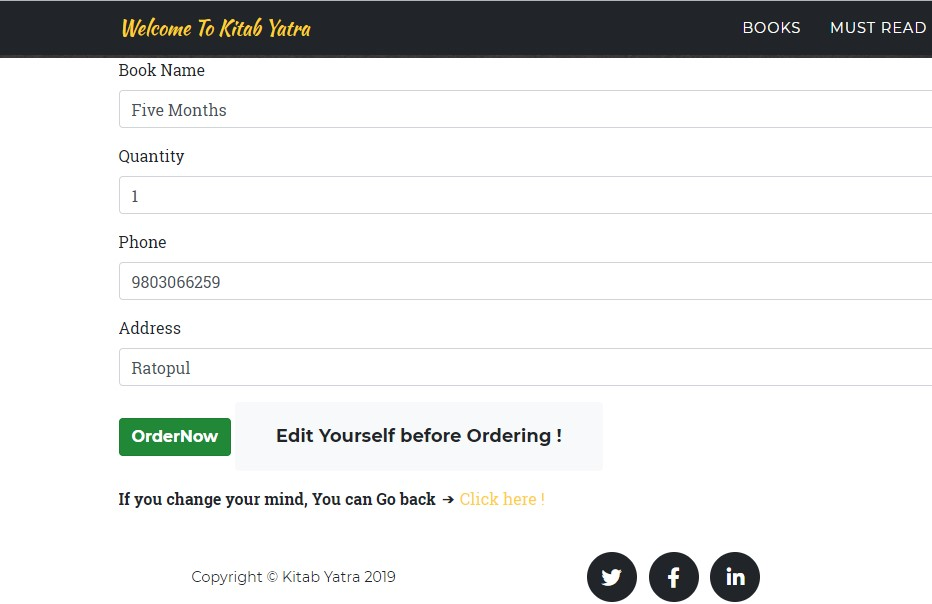 Welcome To Kitab Yatra
BOOKS MUST READ
Book Name
Five Months
Quantity
1
Phone
9803066259
Address
Ratopul
OrderNow Edit Yourself before Ordering !
If you change your mind, You can Go back ➔ Click here !
Copyright © Kitab Yatra 2019